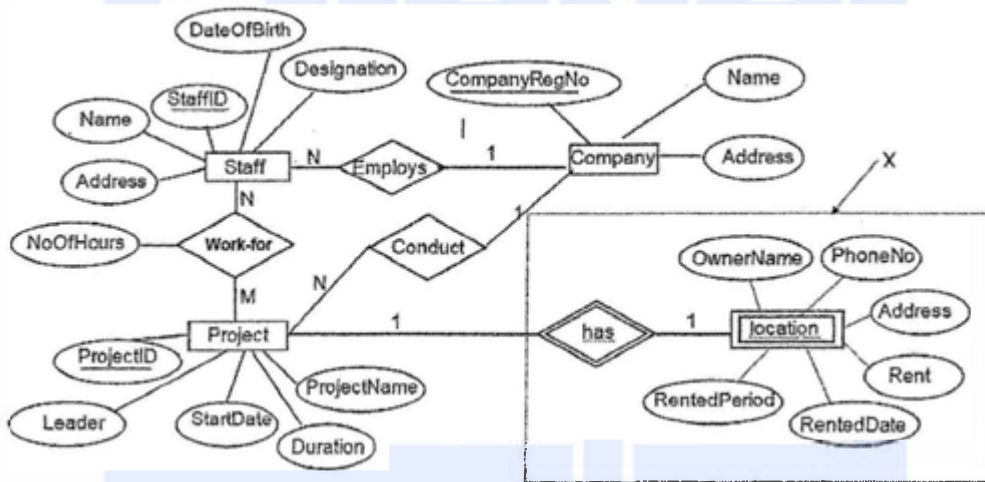 DateOfBirth
Designation
StaffID
Name
Address
Staff
N
Employs
1
CompanyRegNo
Name
Company
Address
X
N
NoOfHours
Work-for
M
Conduct
1
N
Project
1
has
1
location
OwnerName
PhoneNo
Address
Rent
RentedPeriod
RentedDate
ProjectID
Leader
StartDate
Duration
ProjectName